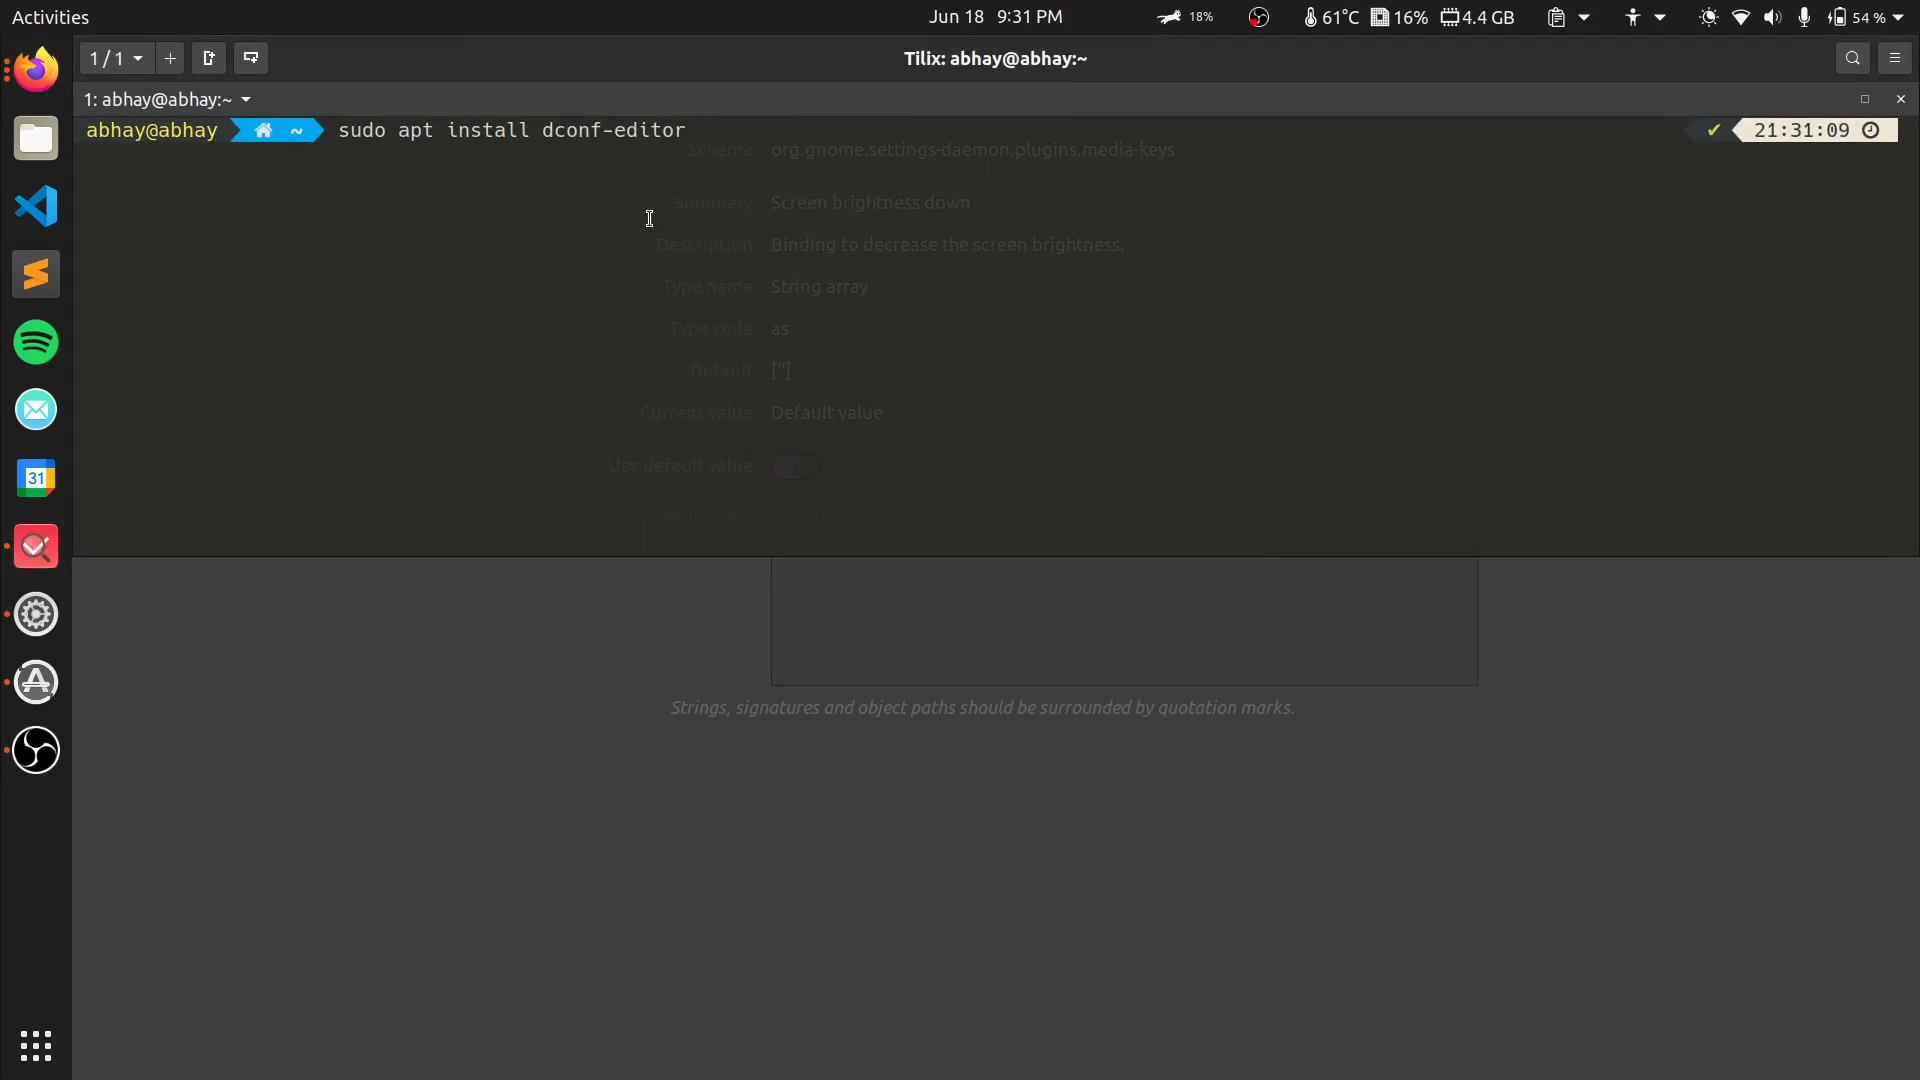 Activities
Jun 18 9:31 PM
18%
61°C
16%
4.4 GB
54 %
1 / 1
+
Tilix: abhay@abhay:~
1: abhay@abhay:~
abhay@abhay ~ sudo apt install dconf-editor
✔ 21:31:09
Schema org.gnome.settings-daemon.plugins.media-keys
Summary Screen brightness down
Description Binding to decrease the screen brightness.
Type name String array
Type code as
Default ['']
Current value Default value
Use default value
Strings, signatures and object paths should be surrounded by quotation marks.
31